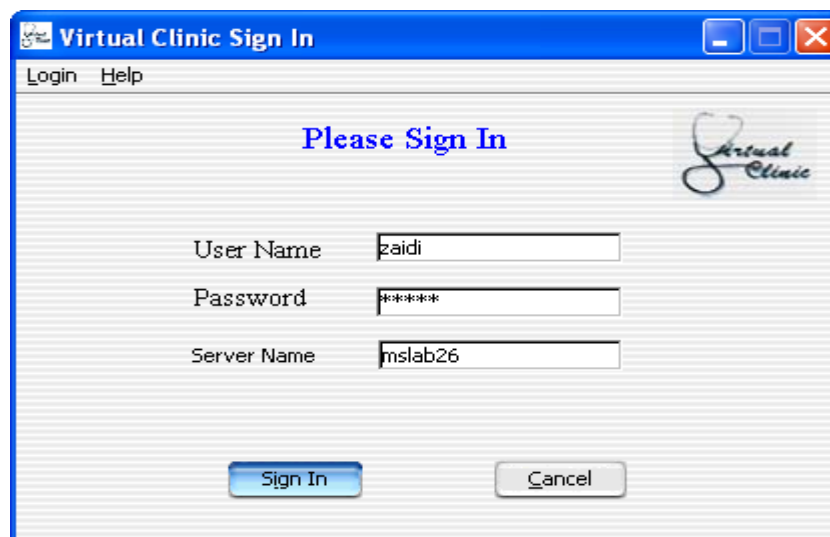 Virtual Clinic Sign In
Login Help
Please Sign In
Virtual
Clinic
User Name zaidi
Password *****
Server Name mslab26
Sign In Cancel